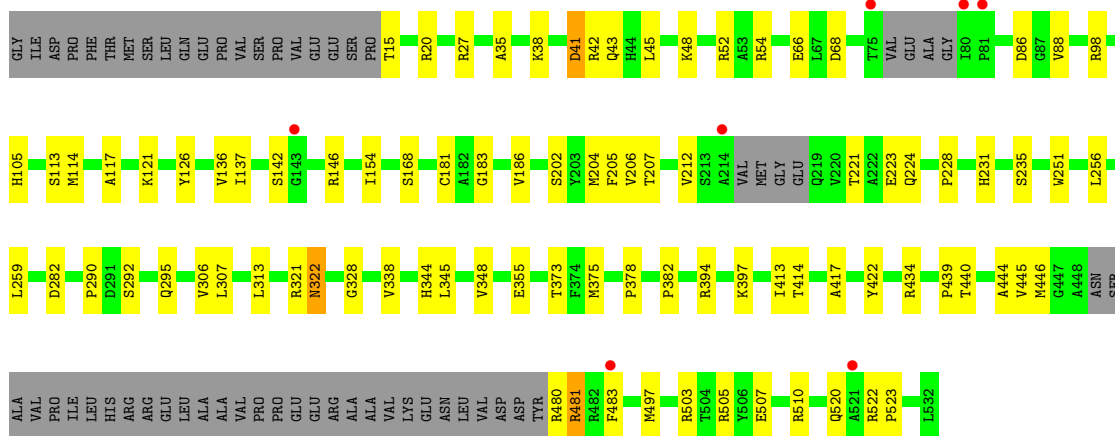 GLY ILE ASP PRO PHE THR MET SER LEU GLN GLU PRO VAL SER PRO VAL GLU GLU SER PRO T15 R20 R27 A35 K38 D41 R42 Q43 H44 L45 K48 R52 A53 R54 E66 L67 D68 T75 VAL GLU ALA GLY I80 P81 D86 G87 V88 R98
H105 S113 M114 A117 K121 Y126 V136 I137 S142 G143 R146 I154 S168 C181 A182 G183 V186 S202 Y203 M204 F205 V206 T207 V212 S213 A214 VAL MET GLY GLU Q219 V220 T221 A222 E223 Q224 P228 H231 S235 W251 L256
L259 D282 P290 D291 S292 Q295 V306 L307 L313 R321 N322 G328 V338 H344 L345 V348 E355 T373 F374 M375 P378 P382 R394 K397 I413 T414 A417 Y422 R434 P439 T440 A444 V445 M446 G447 A448 ASN SER
ALA VAL PRO ILE LEU HIS ARG ARG GLU LEU ALA ALA VAL PRO PRO GLU GLU ARG ALA ALA VAL LYS GLU ASN LEU VAL ASP ASP TYR R480 R481 R482 F483 M497 R503 T504 R505 Y506 E507 R510 Q520 A521 R522 P523 L532